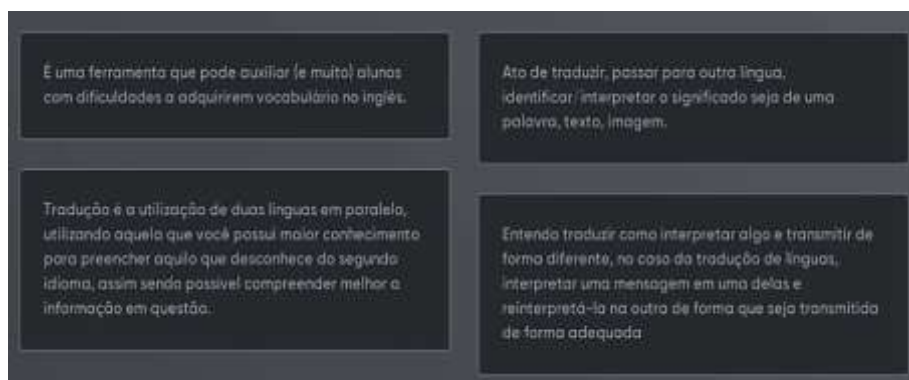 É uma ferramenta que pode auxiliar (e muito) alunos
com dificuldades a adquirirem vocabulário no inglês.
Tradução é a utilização de duas línguas em paralelo,
utilizando aquela que você possui maior conhecimento
para preencher aquilo que desconhece do segundo
idioma, assim sendo possível compreender melhor a
informação em questão.
Ato de traduzir, passar para outra língua,
identificar/interpretar o significado seja de uma
palavra, texto, imagem.
Entendo traduzir como interpretar algo e transmitir de
forma diferente, no caso da tradução de línguas,
interpretar uma mensagem em uma delas e
reinterpretá-la na outra de forma que seja transmitida
de forma adequada